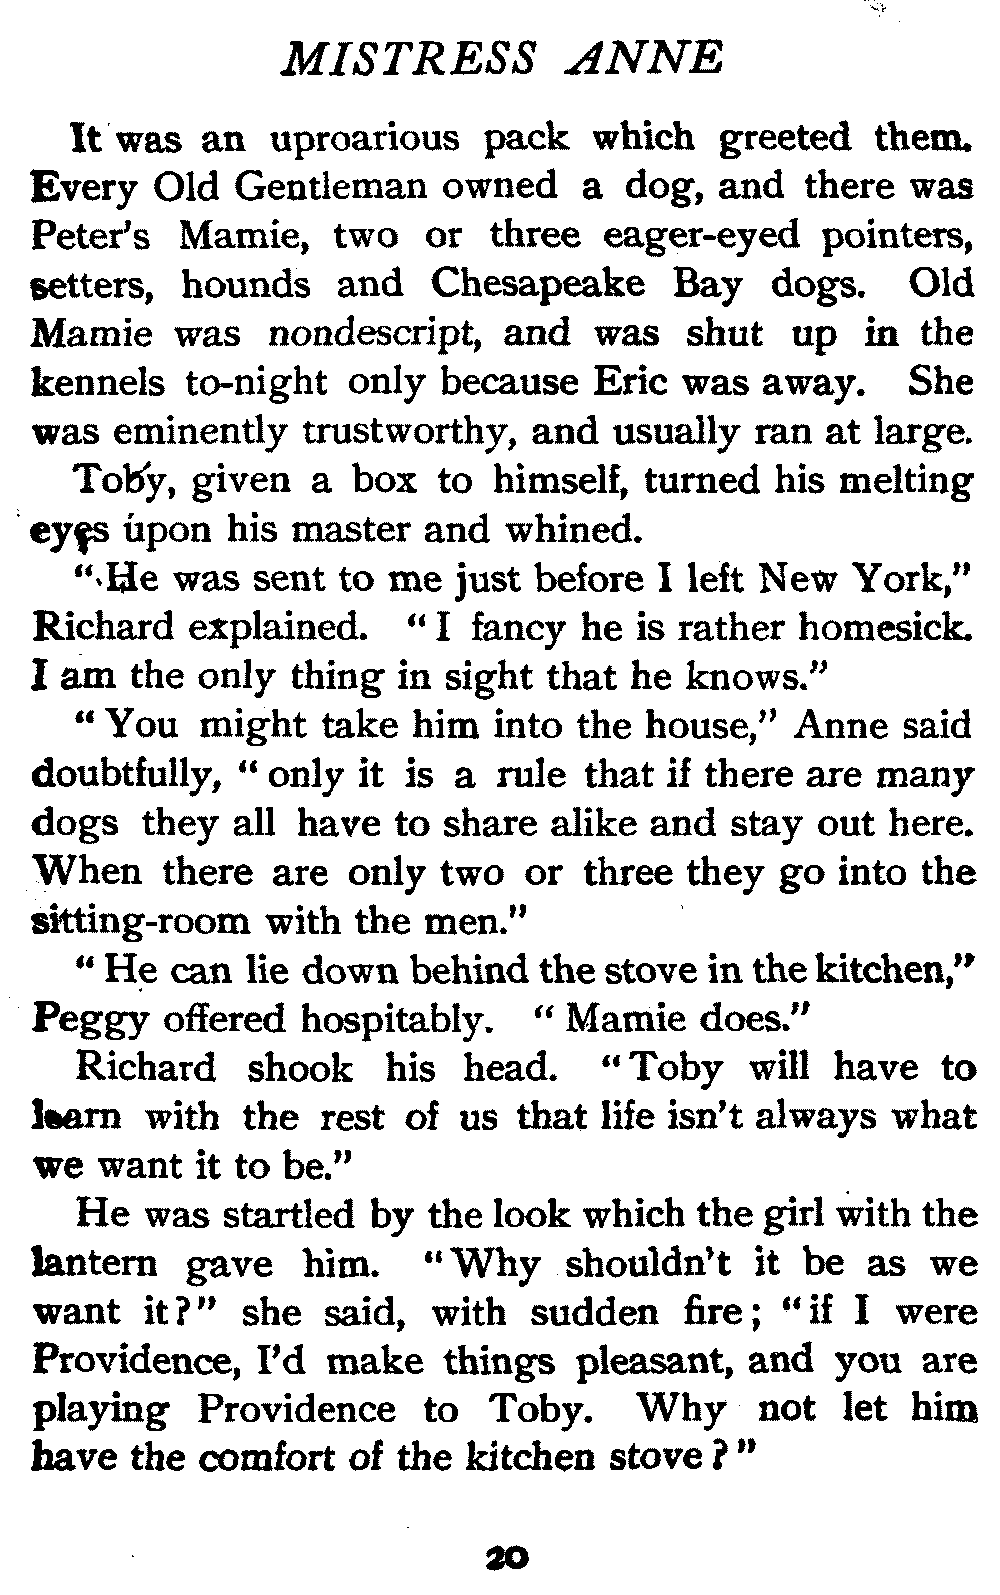 MISTRESS ANNE
It was an uproarious pack which greeted them.
Every Old Gentleman owned a dog, and there was
Peter's Mamie, two or three eager-eyed pointers,
setters, hounds and Chesapeake Bay dogs. Old
Mamie was nondescript, and was shut up in the
kennels to-night only because Eric was away. She
was eminently trustworthy, and usually ran at large.
Toby, given a box to himself, turned his melting
eyes upon his master and whined.
"He was sent to me just before I left New York,"
Richard explained. "I fancy he is rather homesick.
I am the only thing in sight that he knows."
"You might take him into the house," Anne said
doubtfully, "only it is a rule that if there are many
dogs they all have to share alike and stay out here.
When there are only two or three they go into the
sitting-room with the men."
"He can lie down behind the stove in the kitchen,"
Peggy offered hospitably. "Mamie does."
Richard shook his head. "Toby will have to
learn with the rest of us that life isn't always what
we want it to be."
He was startled by the look which the girl with the
lantern gave him. "Why shouldn't it be as we
want it?" she said, with sudden fire; "if I were
Providence, I'd make things pleasant, and you are
playing Providence to Toby. Why not let him
have the comfort of the kitchen stove?"
20